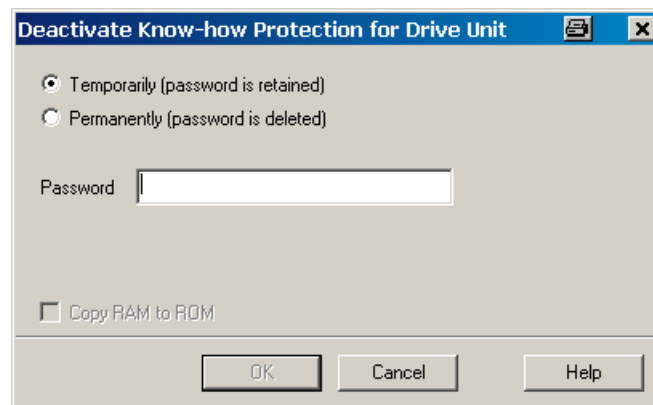 Deactivate Know-how Protection for Drive Unit
Temporarily (password is retained)
Permanently (password is deleted)
Password
Copy RAM to ROM
OK Cancel Help